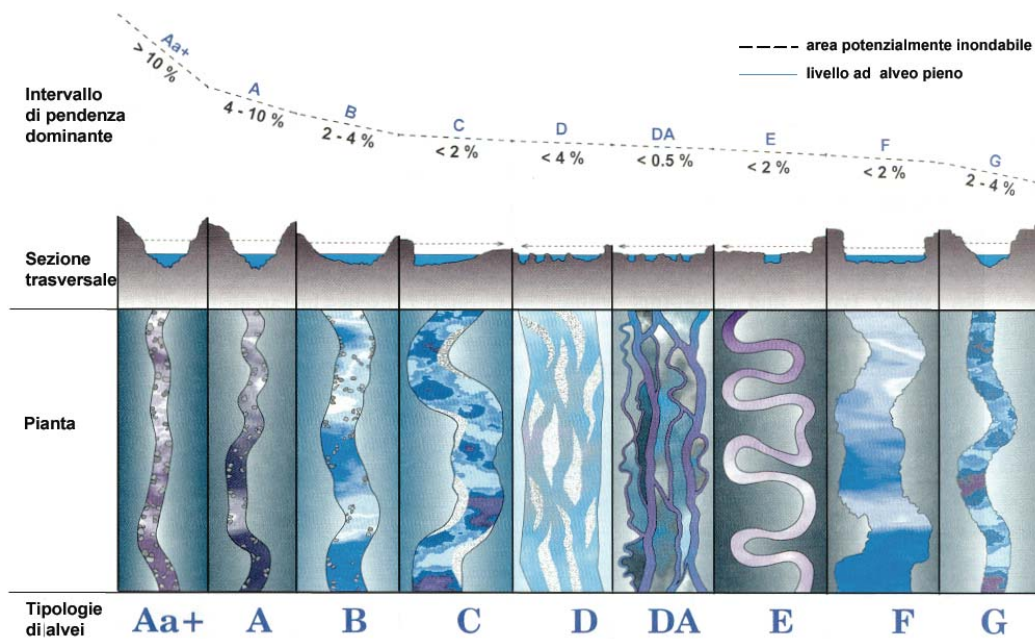 area potenzialmente inondabile
livello ad alveo pieno
Intervallo
di pendenza
dominante
Aa+
> 10 %
A
4 - 10 %
B
2 - 4 %
C
< 2 %
D
< 4 %
DA
< 0.5 %
E
< 2 %
F
< 2 %
G
2 - 4%
Sezione
trasversale
Pianta
Tipologie
di alvei
Aa+ A B C D DA E F G